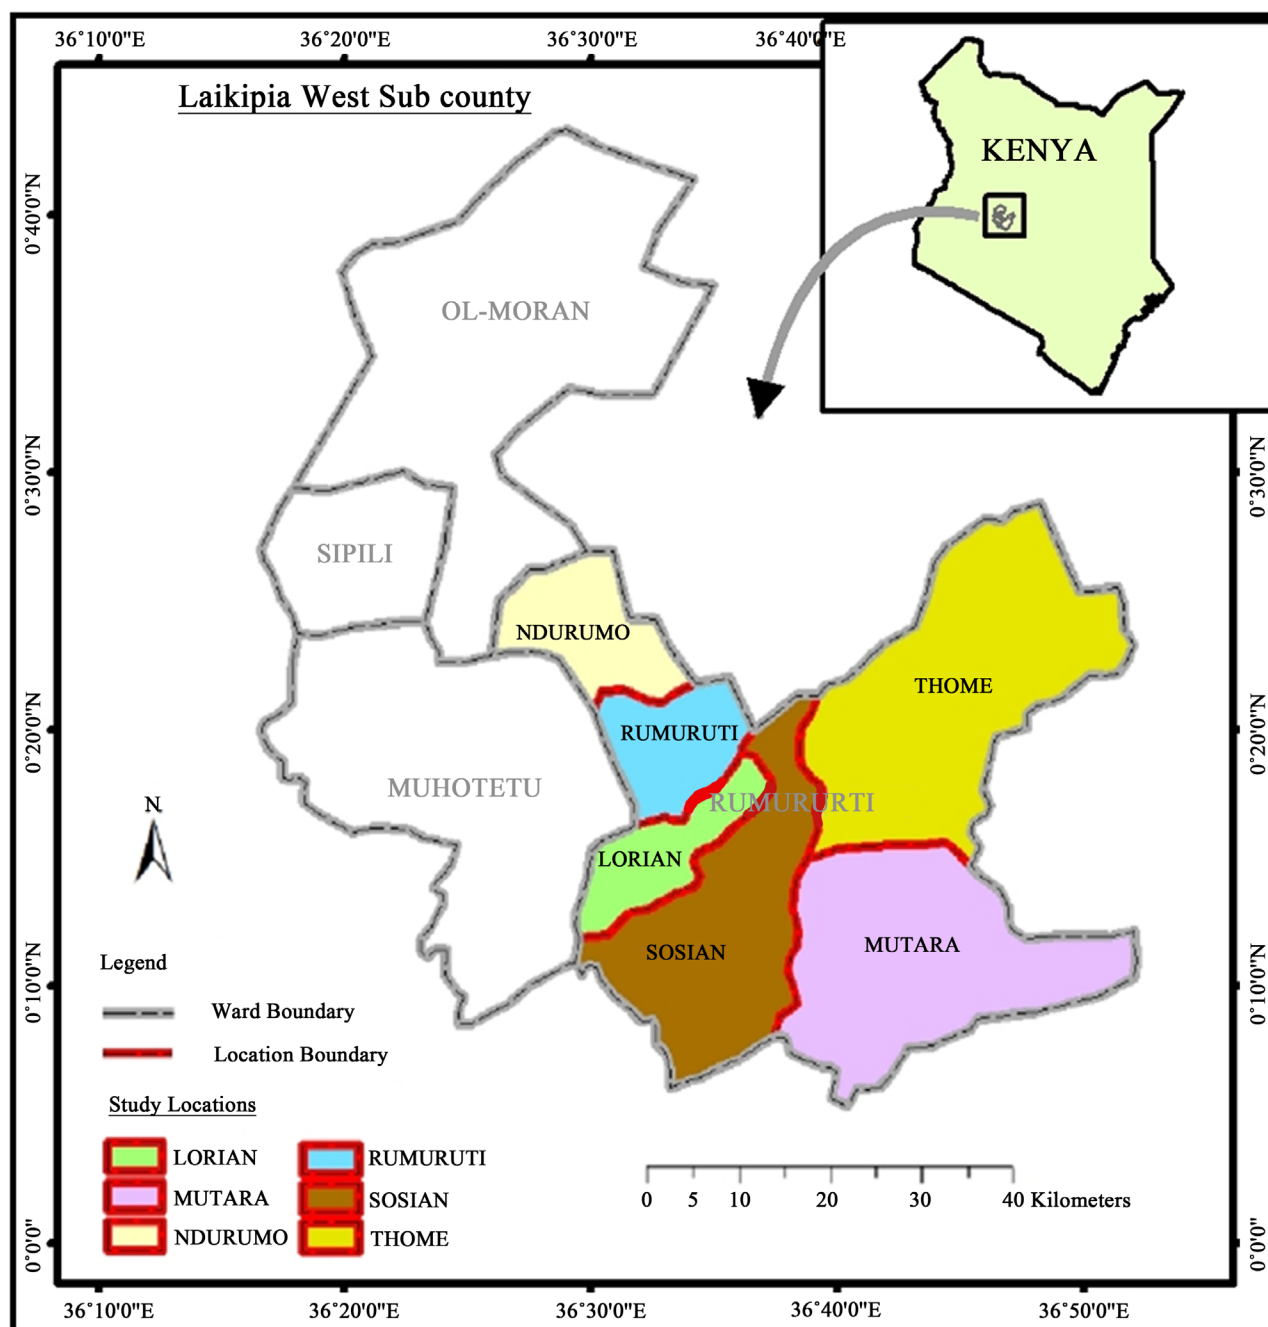 36°10'0"E 36°20'0"E 36°30'0"E 36°40'0"E
Laikipia West Sub county
KENYA
0°40'0"N
OL-MORAN
0°30'0"N 0°30'0"N
SIPILI
NDURUMO
THOME
0°20'0"N 0°20'0"N
RUMURUTI
MUHOTETU
RUMURURTI
N
LORIAN
SOSIAN
MUTARA
0°10'0"N 0°10'0"N
Legend
Ward Boundary
Location Boundary
Study Locations
LORIAN RUMURUTI
MUTARA SOSIAN
NDURUMO THOME
0 5 10 20 30 40 Kilometers
0°0'0" 0°0'0"
36°10'0"E 36°20'0"E 36°30'0"E 36°40'0"E 36°50'0"E